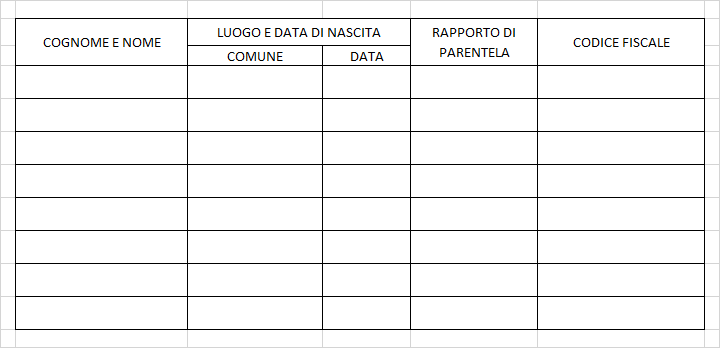 COGNOME E NOME
LUOGO E DATA DI NASCITA
COMUNE
DATA
RAPPORTO DI
PARENTELA
CODICE FISCALE